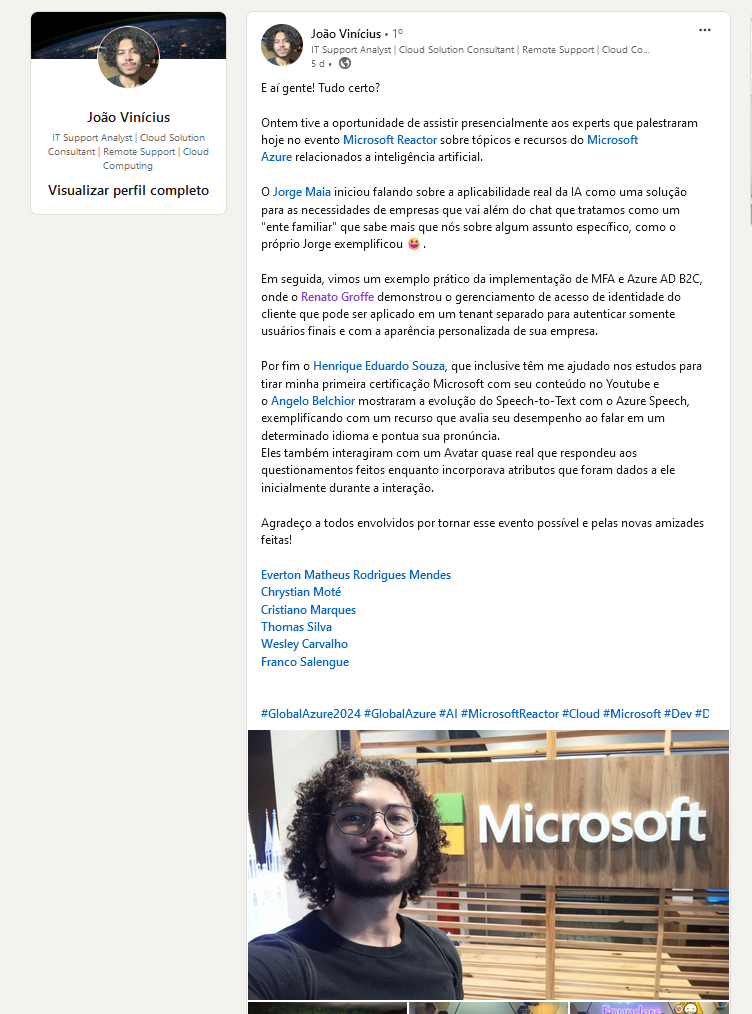 João Vinícius
IT Support Analyst | Cloud Solution
Consultant | Remote Support | Cloud
Computing
Visualizar perfil completo
João Vinícius • 1º
IT Support Analyst | Cloud Solution Consultant | Remote Support | Cloud Co...
5 d •
E aí gente! Tudo certo?
Ontem tive a oportunidade de assistir presencialmente aos experts que palestraram
hoje no evento Microsoft Reactor sobre tópicos e recursos do Microsoft
Azure relacionados a inteligência artificial.
O Jorge Maia iniciou falando sobre a aplicabilidade real da IA como uma solução
para as necessidades de empresas que vai além do chat que tratamos como um
"ente familiar" que sabe mais que nós sobre algum assunto específico, como o
próprio Jorge exemplificou 😆 .
Em seguida, vimos um exemplo prático da implementação de MFA e Azure AD B2C,
onde o Renato Groffe demonstrou o gerenciamento de acesso de identidade do
cliente que pode ser aplicado em um tenant separado para autenticar somente
usuários finais e com a aparência personalizada de sua empresa.
Por fim o Henrique Eduardo Souza, que inclusive têm me ajudado nos estudos para
tirar minha primeira certificação Microsoft com seu conteúdo no Youtube e
o Angelo Belchior mostraram a evolução do Speech-to-Text com o Azure Speech,
exemplificando com um recurso que avalia seu desempenho ao falar em um
determinado idioma e pontua sua pronúncia.
Eles também interagiram com um Avatar quase real que respondeu aos
questionamentos feitos enquanto incorporava atributos que foram dados a ele
inicialmente durante a interação.
Agradeço a todos envolvidos por tornar esse evento possível e pelas novas amizades
feitas!
Everton Matheus Rodrigues Mendes
Chrystian Moté
Cristiano Marques
Thomas Silva
Wesley Carvalho
Franco Salengue
#GlobalAzure2024 #GlobalAzure #AI #MicrosoftReactor #Cloud #Microsoft #Dev #D
Microsoft
Founders